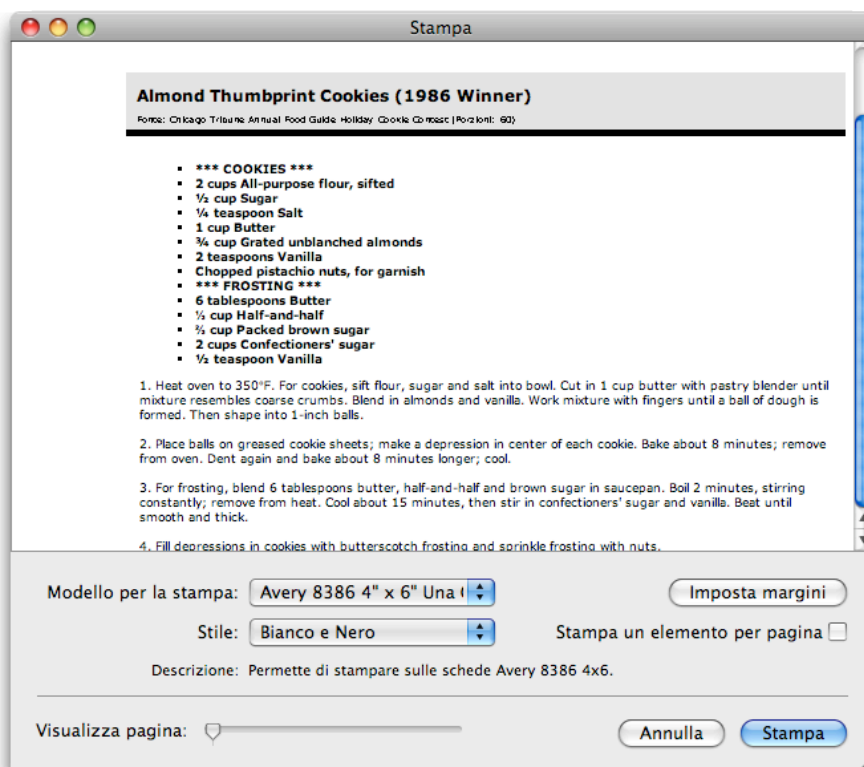 Stampa
Almond Thumbprint Cookies (1986 Winner)
Fonte: Chicago Tribune Annual Food Guide Holiday Cookie Contest (Porzioni: 60)
▪ *** COOKIES ***
▪ 2 cups All-purpose flour, sifted
▪ ½ cup Sugar
▪ ¼ teaspoon Salt
▪ 1 cup Butter
▪ ¾ cup Grated unblanched almonds
▪ 2 teaspoons Vanilla
▪ Chopped pistachio nuts, for garnish
▪ *** FROSTING ***
▪ 6 tablespoons Butter
▪ ⅓ cup Half-and-half
▪ ⅔ cup Packed brown sugar
▪ 2 cups Confectioners' sugar
▪ ½ teaspoon Vanilla
1. Heat oven to 350°F. For cookies, sift flour, sugar and salt into bowl. Cut in 1 cup butter with pastry blender until
mixture resembles coarse crumbs. Blend in almonds and vanilla. Work mixture with fingers until a ball of dough is
formed. Then shape into 1-inch balls.
2. Place balls on greased cookie sheets; make a depression in center of each cookie. Bake about 8 minutes; remove
from oven. Dent again and bake about 8 minutes longer; cool.
3. For frosting, blend 6 tablespoons butter, half-and-half and brown sugar in saucepan. Boil 2 minutes, stirring
constantly; remove from heat. Cool about 15 minutes, then stir in confectioners' sugar and vanilla. Beat until
smooth and thick.
4. Fill depressions in cookies with butterscotch frosting and sprinkle frosting with nuts.
Modello per la stampa: Avery 8386 4" x 6" Una Imposta margini
Stile: Bianco e Nero Stampa un elemento per pagina
Descrizione: Permette di stampare sulle schede Avery 8386 4x6.
Visualizza pagina: Annulla Stampa